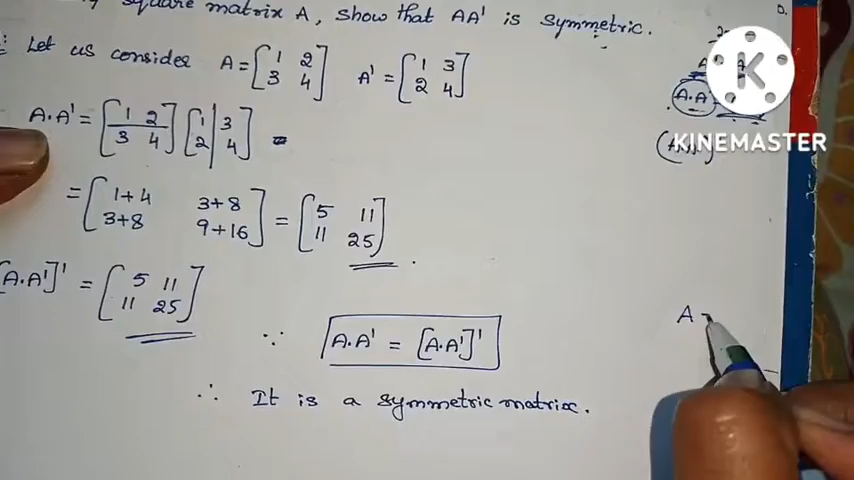 square matrix A, show that AA' is symmetric.
Let us consider A = [1 2 3 4] A' = [1 3 2 4]
A.A' = [1 2 3 4] [1 3 2 4] =
= [1+4 3+8 3+8 9+16] = [5 11 11 25].
[A.A']' = [5 11 11 25]
∵ A.A' = [A.A']'
∴ It is a symmetric matrix.
A
K
KINEMASTER